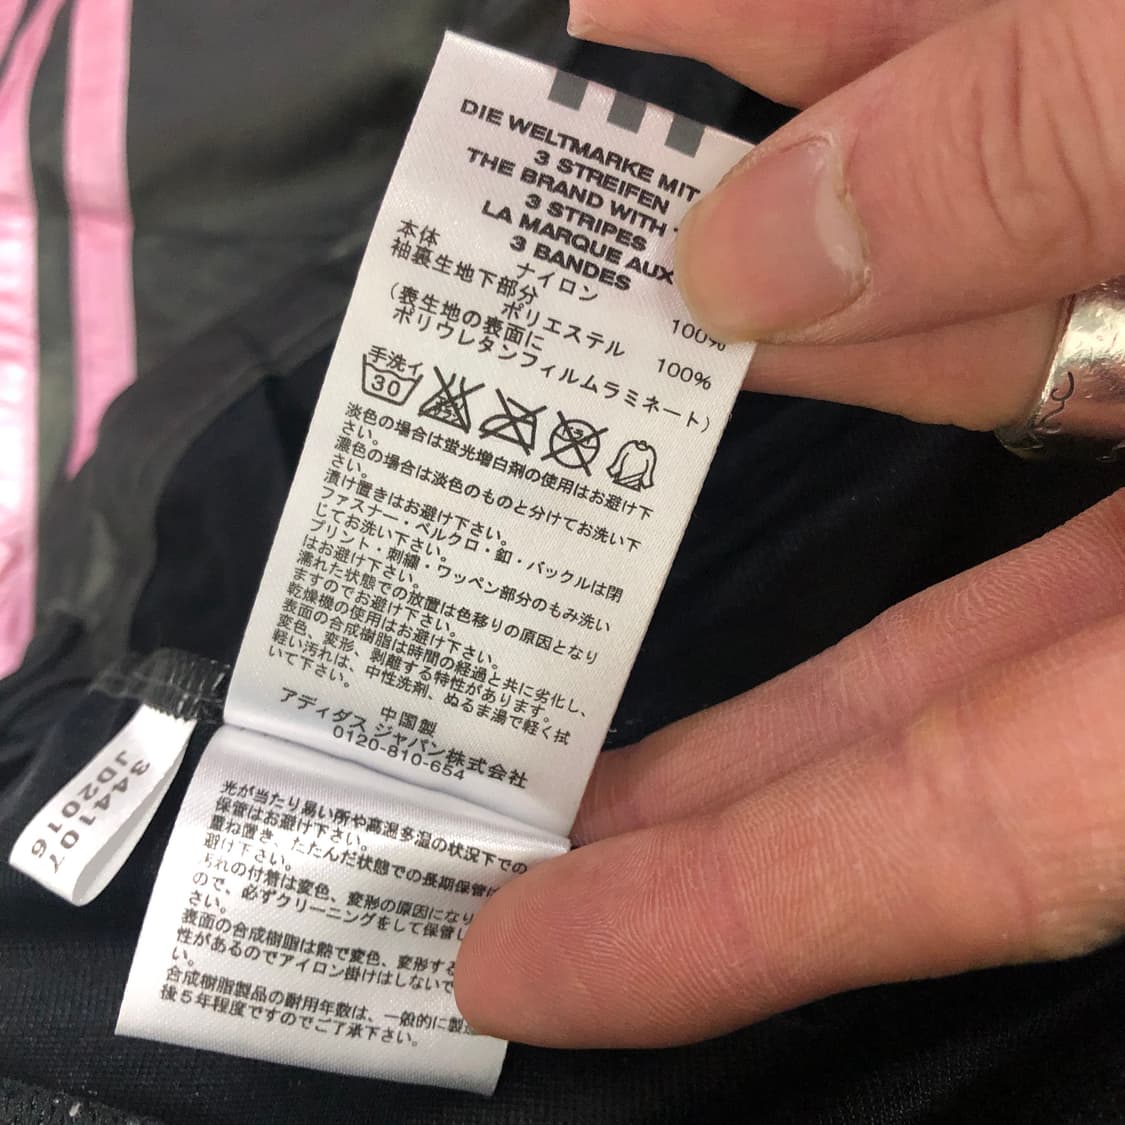 DIE WELTMARKE MIT
3 STREIFEN
THE BRAND WITH
3 STRIPES
LA MARQUE AUX
3 BANDES
本体
ナイロン 100%
袖裏生地下部分
ポリエステル 100%
(表生地の表面に
ポリウレタンフィルムラミネート)
手洗イ
30
ドライ
淡色の場合は蛍光増白剤の使用はお避け下
さい。
濃色の場合は淡色のものと分けてお洗い下
さい。
漬け置きはお避け下さい。
ファスナー・ベルクロ・釦・バックルは閉
じてお洗い下さい。
プリント・刺繍・ワッペン部分のもみ洗い
はお避け下さい。
濡れた状態での放置は色移りの原因となり
ますのでお避け下さい。
乾燥機の使用はお避け下さい。
表面の合成樹脂は時間の経過と共に劣化し、
変色、変形、剥離する特性があります。
軽い汚れは、中性洗剤、ぬるま湯で軽く拭
いて下さい。
中国製
アディダス ジャパン株式会社
0120-810-654
344107
JD2016
光が当たり易い所や高温多湿の状況下での
保管はお避け下さい。
重ね置き、たたんだ状態での長期保管は
避け下さい。
汚れの付着は変色、変形の原因になり
ので、必ずクリーニングをして保管し
さい。
表面の合成樹脂は熱で変色、変形する
性があるのでアイロン掛けはしないで
い。
合成樹脂製品の耐用年数は、一般的に製造
後5年程度ですのでご了承下さい。